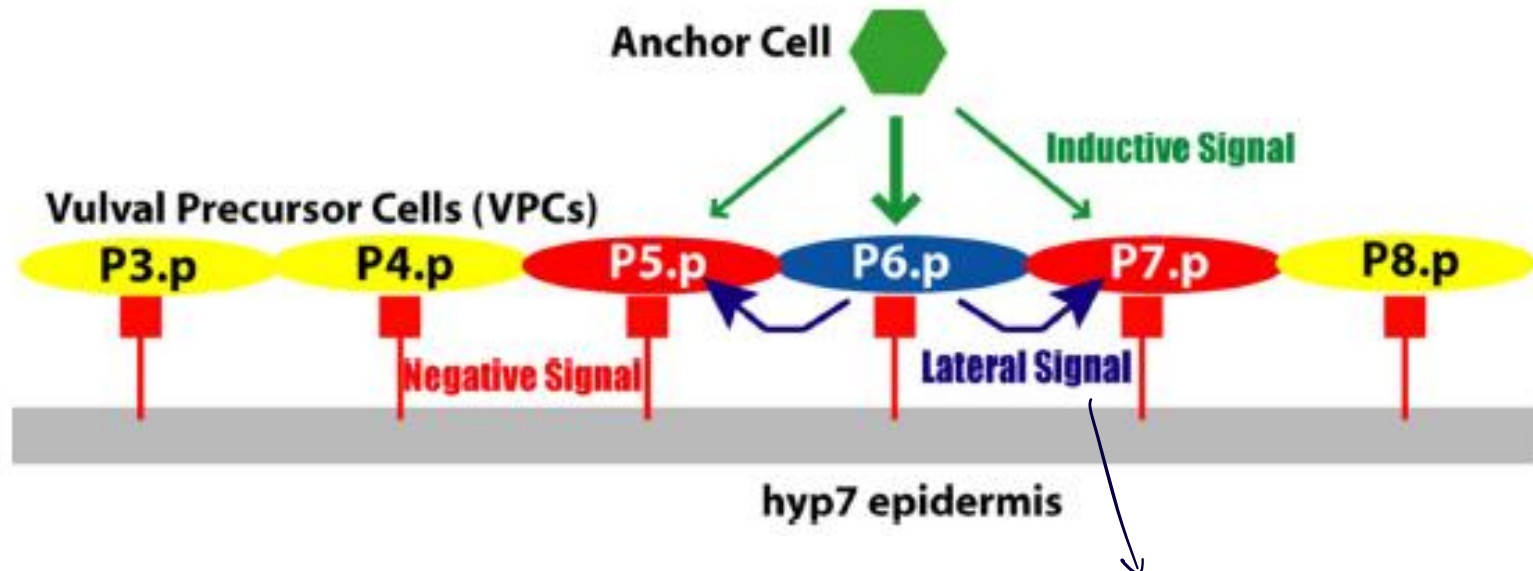 Anchor Cell
Inductive Signal
Vulval Precursor Cells (VPCs)
P3.p P4.p P5.p P6.p P7.p P8.p
Negative Signal
Lateral Signal
hyp7 epidermis